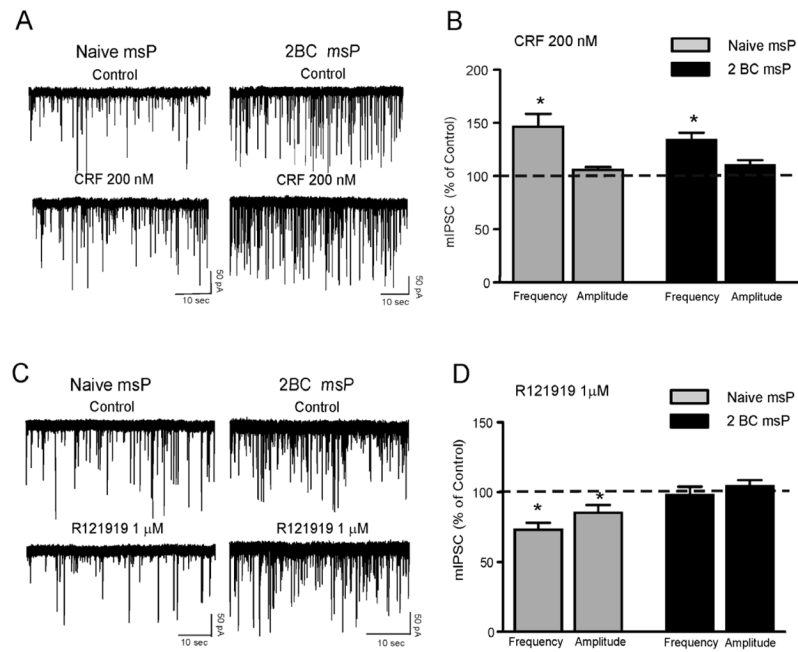 A
Naive msP
Control
2BC msP
Control
CRF 200 nM
CRF 200 nM
50 pA
10 sec
50 pA
10 sec
B
CRF 200 nM
Naive msP
2 BC msP
mIPSC (% of Control)
200
150
100
50
0
*
*
Frequency
Amplitude
Frequency
Amplitude
C
Naive msP
Control
2BC msP
Control
R121919 1 μM
R121919 1 μM
50 pA
10 sec
50 pA
10 sec
D
R121919 1μM
Naive msP
2 BC msP
mIPSC (% of Control)
150
100
50
0
*
*
Frequency
Amplitude
Frequency
Amplitude